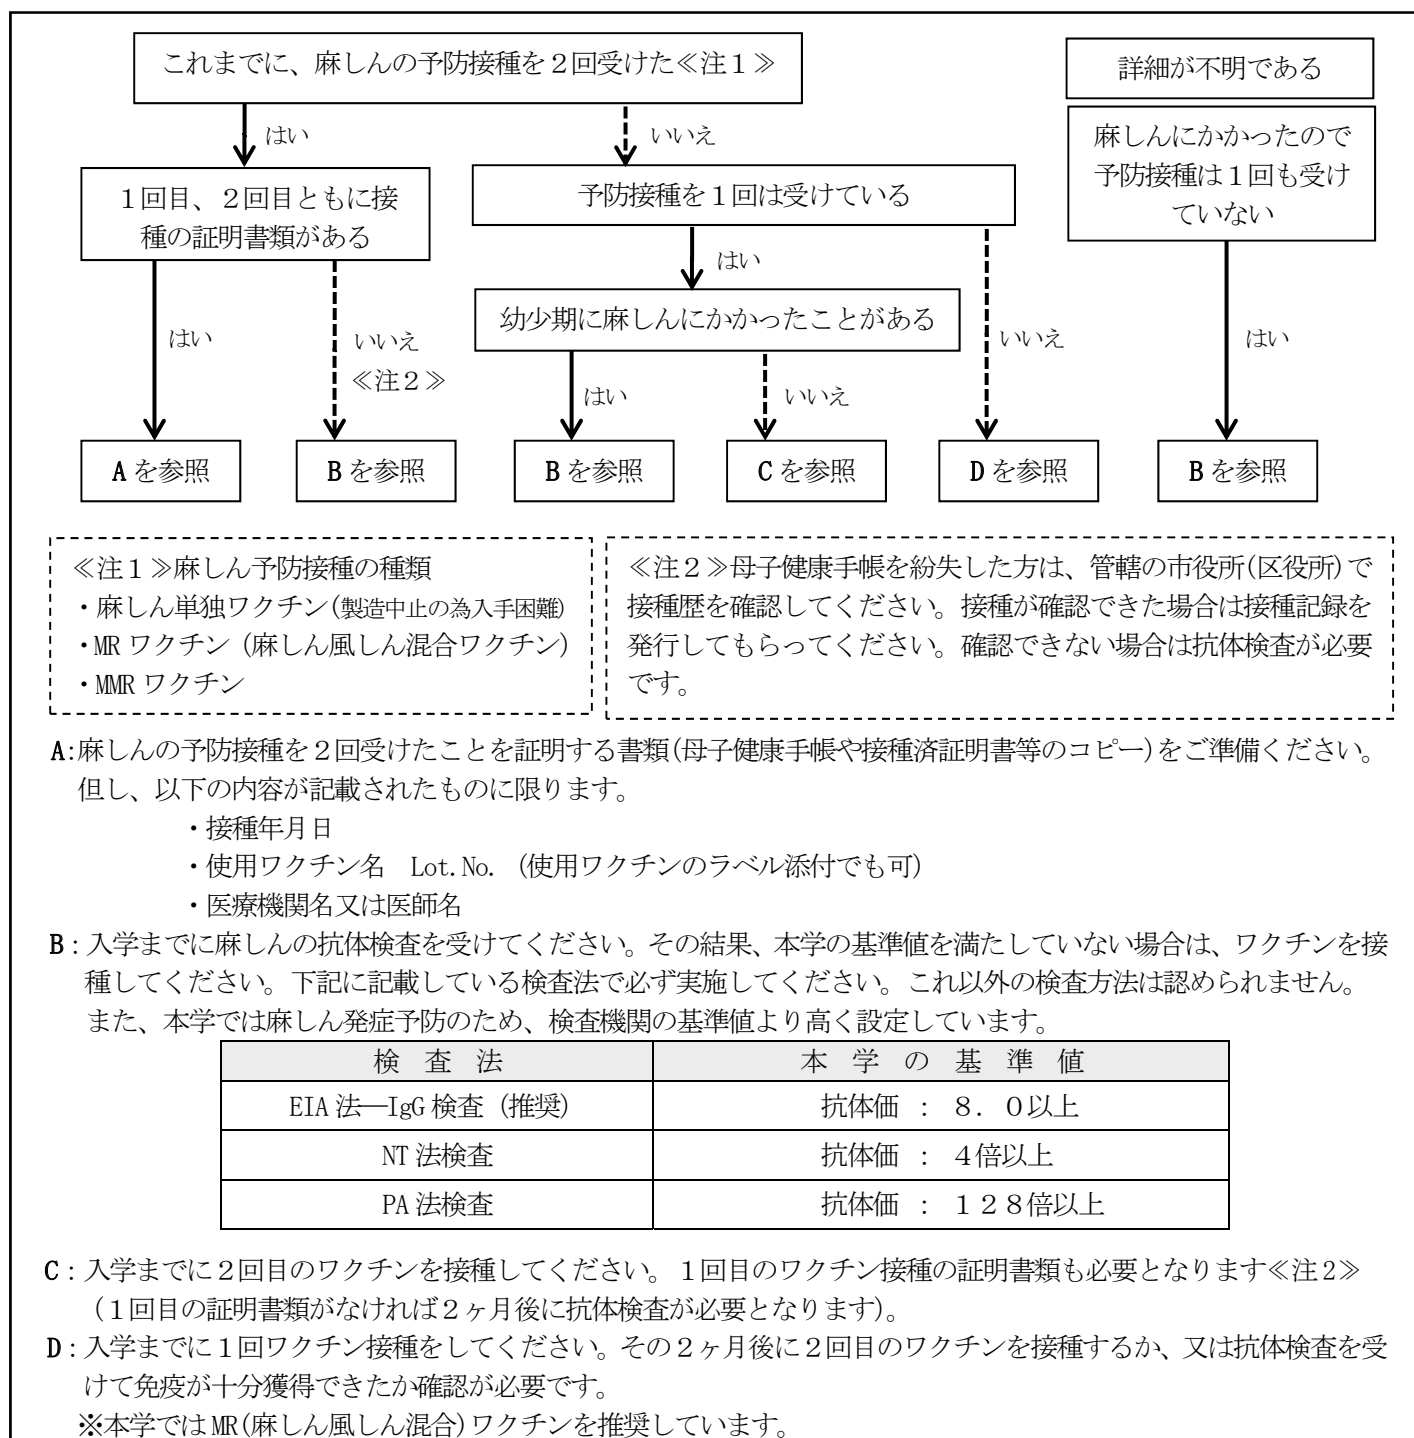 これまでに、麻しんの予防接種を２回受けた≪注１≫
詳細が不明である
はい
いいえ
麻しんにかかったので
予防接種は１回も受け
ていない
１回目、２回目ともに接
種の証明書類がある
予防接種を１回は受けている
はい
幼少期に麻しんにかかったことがある
はい
いいえ
≪注２≫
はい
いいえ
いいえ
はい
Aを参照
Bを参照
Bを参照
Cを参照
Dを参照
Bを参照
≪注１≫麻しん予防接種の種類
・麻しん単独ワクチン(製造中止の為入手困難)
・MRワクチン（麻しん風しん混合ワクチン）
・MMRワクチン
≪注２≫母子健康手帳を紛失した方は、管轄の市役所(区役所)で
接種歴を確認してください。接種が確認できた場合は接種記録を
発行してもらってください。確認できない場合は抗体検査が必要
です。
A:麻しんの予防接種を２回受けたことを証明する書類(母子健康手帳や接種済証明書等のコピー)をご準備ください。
但し、以下の内容が記載されたものに限ります。
・接種年月日
・使用ワクチン名　Lot.No.（使用ワクチンのラベル添付でも可）
・医療機関名又は医師名
B：入学までに麻しんの抗体検査を受けてください。その結果、本学の基準値を満たしていない場合は、ワクチンを接
種してください。下記に記載している検査法で必ず実施してください。これ以外の検査方法は認められません。
また、本学では麻しん発症予防のため、検査機関の基準値より高く設定しています。
検　査　法　本　学　の　基　準　値
EIA法―IgG検査（推奨）　抗体価　：　８．０以上
NT法検査　抗体価　：　４倍以上
PA法検査　抗体価　：　１２８倍以上
C：入学までに２回目のワクチンを接種してください。１回目のワクチン接種の証明書類も必要となります≪注2≫
（１回目の証明書類がなければ２ヶ月後に抗体検査が必要となります）。
D：入学までに１回ワクチン接種をしてください。その２ヶ月後に２回目のワクチンを接種するか、又は抗体検査を受
けて免疫が十分獲得できたか確認が必要です。
※本学ではMR(麻しん風しん混合)ワクチンを推奨しています。